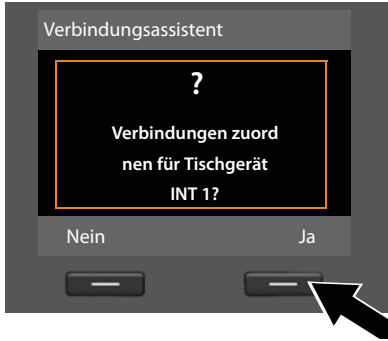 Verbindungsassistent
?
Verbindungen zuord
nen für Tischgerät
INT 1?
Nein Ja